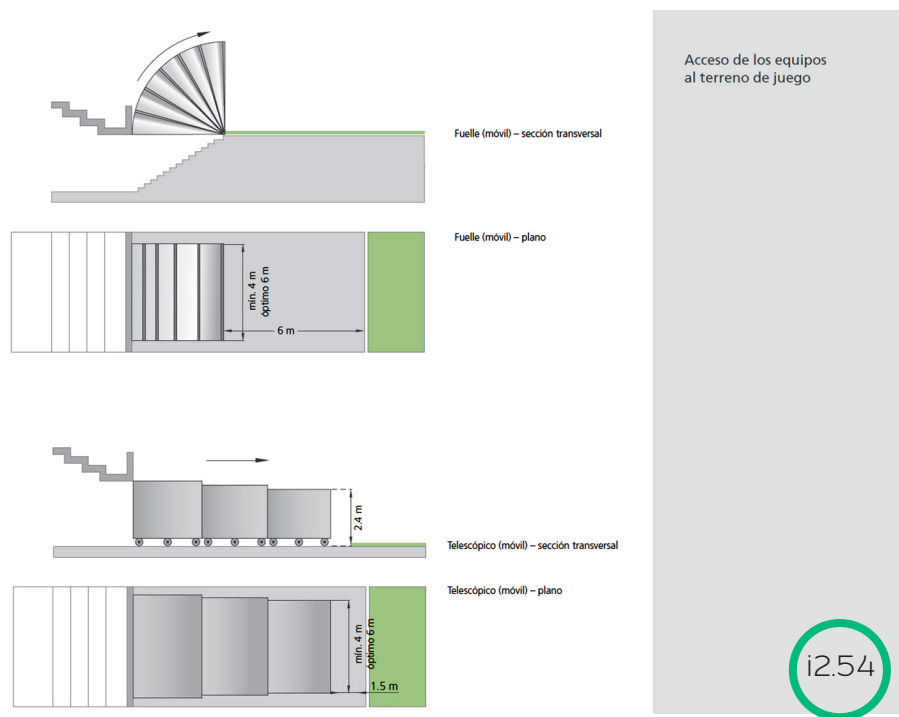 Acceso de los equipos
al terreno de juego
Fuelle (móvil) – sección transversal
Fuelle (móvil) – plano
mín. 4 m
óptimo 6 m
6 m
2.4 m
Telescópico (móvil) – sección transversal
Telescópico (móvil) – plano
mín. 4 m
óptimo 6 m
1.5 m
i2.54